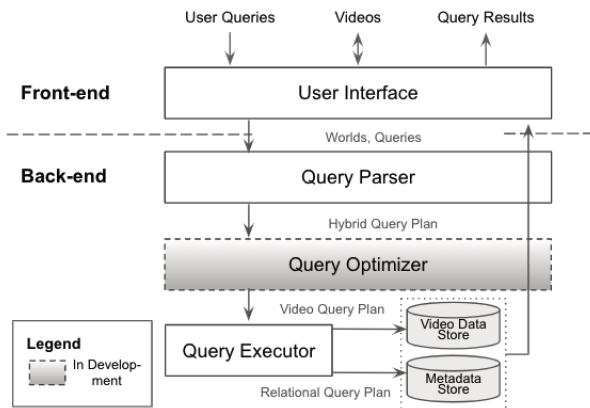 User Queries
Videos
Query Results
Front-end
User Interface
Worlds, Queries
Back-end
Query Parser
Hybrid Query Plan
Query Optimizer
Video Query Plan
Video Data
Store
Legend
In Develop-
ment
Query Executor
Metadata
Store
Relational Query Plan